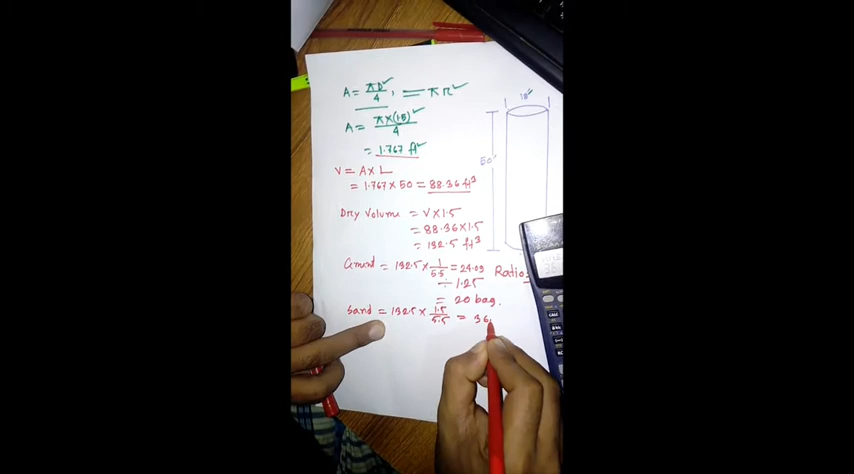 A = πD²/4, = πR²
A = π×(1.5)²/4
= 1.767 ft²
V = A × L
= 1.767 × 50 = 88.36 ft³
Dry Volume = V × 1.5
= 88.36 × 1.5
= 132.5 ft³
Cement = 132.5 × 1/5.5 = 24.09
÷ 1.25
= 20 bag.
Sand = 132.5 × 1.5/5.5 = 36.
18"
50'
Ratio: